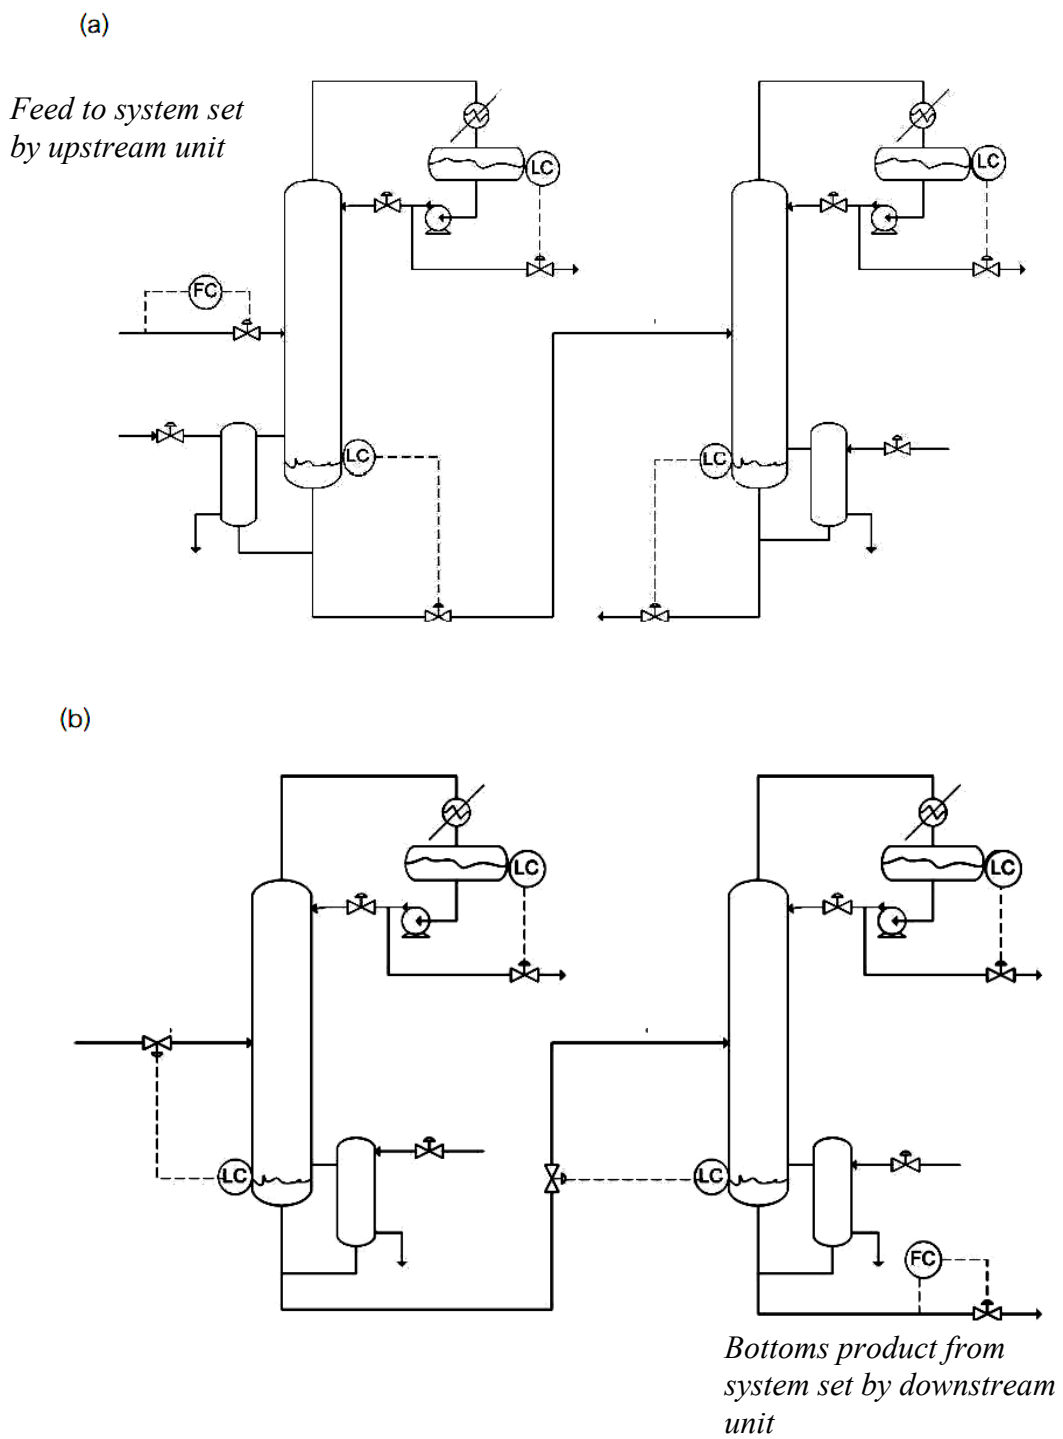 (a)
Feed to system set
by upstream unit
LC
LC
FC
LC
LC
(b)
LC
LC
LC
LC
FC
Bottoms product from
system set by downstream
unit